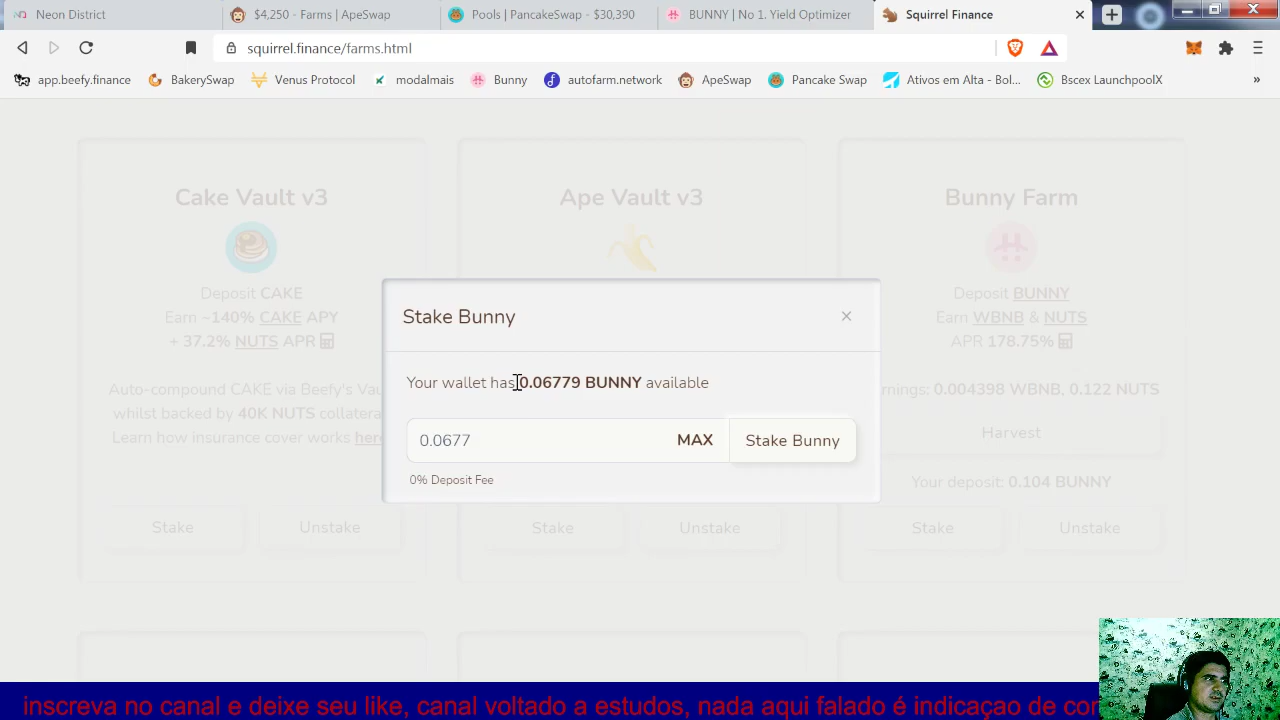 Neon District
$4,250 - Farms | ApeSwap
Pools | PancakeSwap - $30,390
BUNNY | No 1. Yield Optimizer
Squirrel Finance
squirrel.finance/farms.html
app.beefy.finance
BakerySwap
Venus Protocol
modalmais
Bunny
autofarm.network
ApeSwap
Pancake Swap
Ativos em Alta - Bol...
Bscex LaunchpoolX
»
Cake Vault v3
Deposit CAKE
Earn ~140% CAKE APY
+ 37.2% NUTS APR
Auto-compound CAKE via Beefy's Vau
whilst backed by 40K NUTS collatera
Learn how insurance cover works here
Stake
Unstake
Ape Vault v3
Stake
Unstake
Bunny Farm
Deposit BUNNY
Earn WBNB & NUTS
APR 178.75%
nings: 0.004398 WBNB, 0.122 NUTS
Harvest
Your deposit: 0.104 BUNNY
Stake
Unstake
Stake Bunny
Your wallet has 0.06779 BUNNY available
0.0677
MAX
Stake Bunny
0% Deposit Fee
inscreva no canal e deixe seu like, canal voltado a estudos, nada aqui falado é indicaçao de con